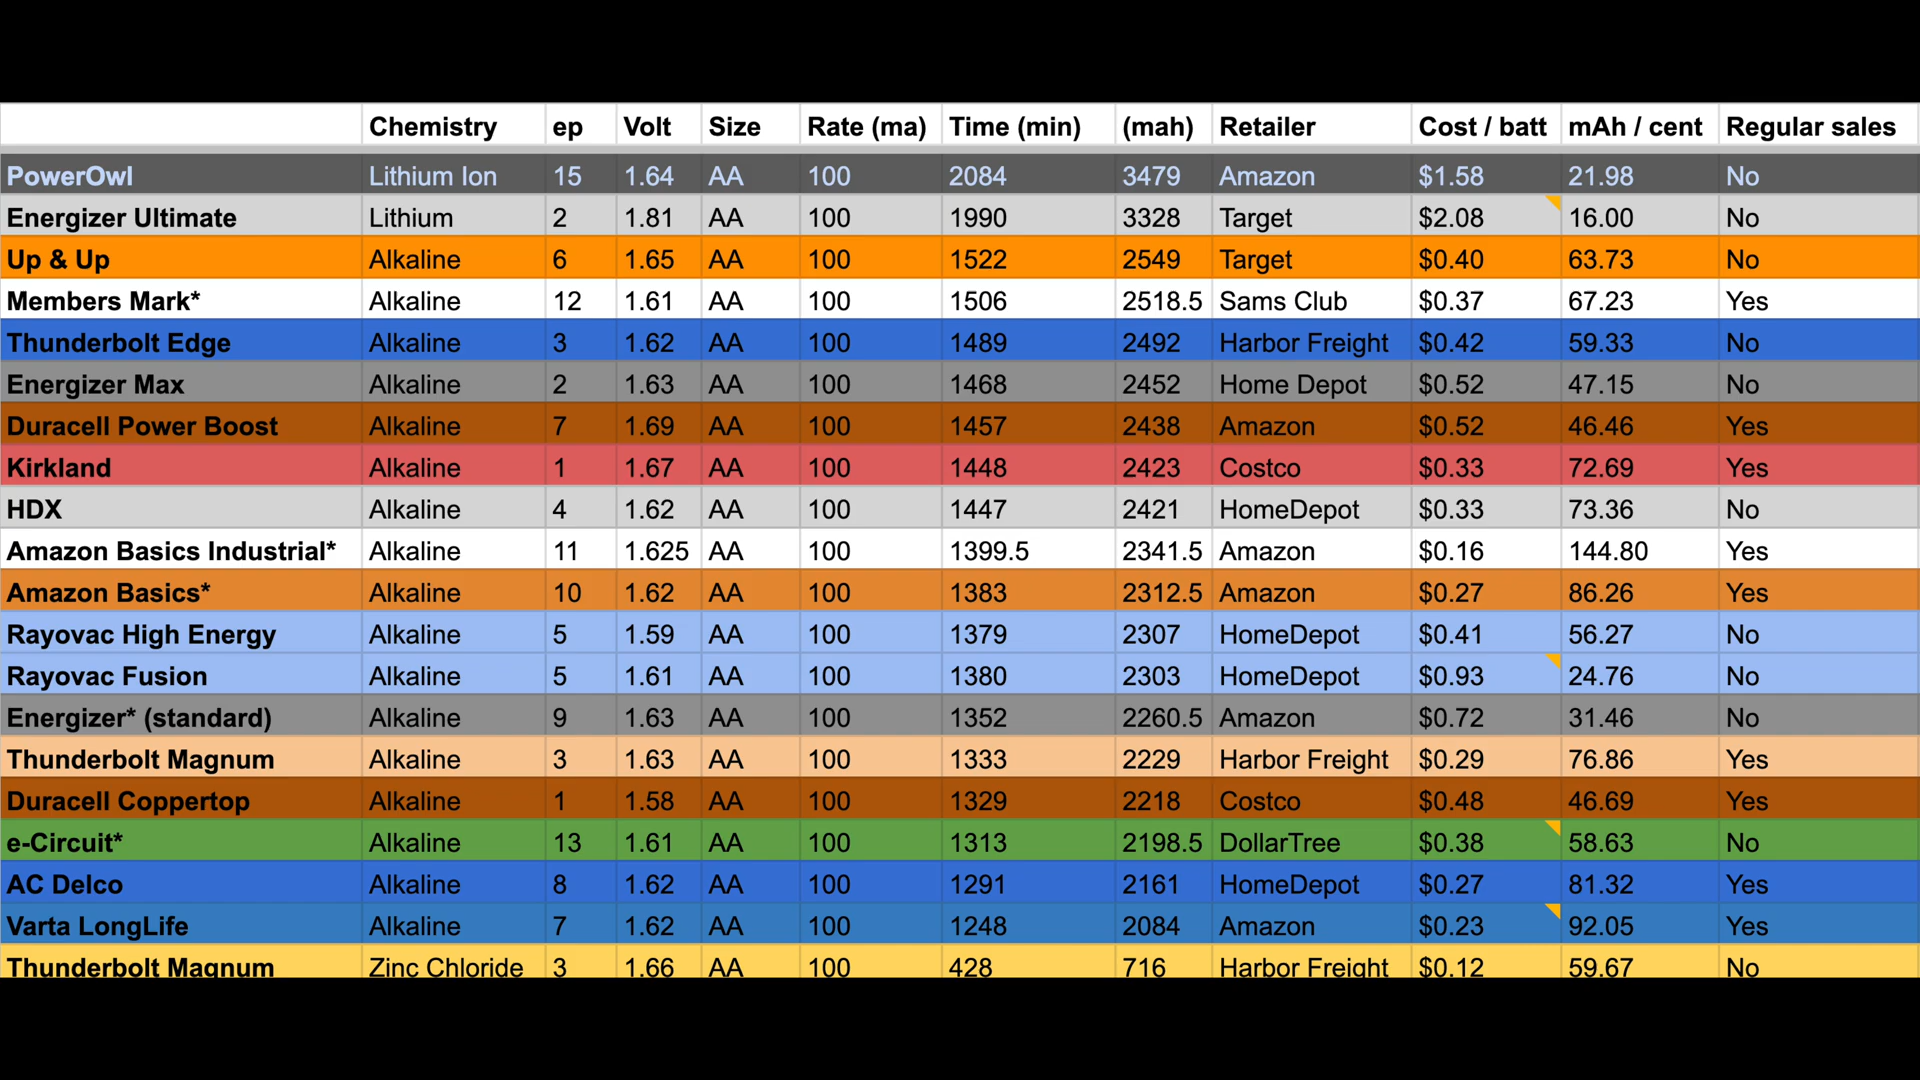 Chemistry ep Volt Size Rate (ma) Time (min) (mah) Retailer Cost / batt mAh / cent Regular sales
PowerOwl Lithium Ion 15 1.64 AA 100 2084 3479 Amazon $1.58 21.98 No
Energizer Ultimate Lithium 2 1.81 AA 100 1990 3328 Target $2.08 16.00 No
Up & Up Alkaline 6 1.65 AA 100 1522 2549 Target $0.40 63.73 No
Members Mark* Alkaline 12 1.61 AA 100 1506 2518.5 Sams Club $0.37 67.23 Yes
Thunderbolt Edge Alkaline 3 1.62 AA 100 1489 2492 Harbor Freight $0.42 59.33 No
Energizer Max Alkaline 2 1.63 AA 100 1468 2452 Home Depot $0.52 47.15 No
Duracell Power Boost Alkaline 7 1.69 AA 100 1457 2438 Amazon $0.52 46.46 Yes
Kirkland Alkaline 1 1.67 AA 100 1448 2423 Costco $0.33 72.69 Yes
HDX Alkaline 4 1.62 AA 100 1447 2421 HomeDepot $0.33 73.36 No
Amazon Basics Industrial* Alkaline 11 1.625 AA 100 1399.5 2341.5 Amazon $0.16 144.80 Yes
Amazon Basics* Alkaline 10 1.62 AA 100 1383 2312.5 Amazon $0.27 86.26 Yes
Rayovac High Energy Alkaline 5 1.59 AA 100 1379 2307 HomeDepot $0.41 56.27 No
Rayovac Fusion Alkaline 5 1.61 AA 100 1380 2303 HomeDepot $0.93 24.76 No
Energizer* (standard) Alkaline 9 1.63 AA 100 1352 2260.5 Amazon $0.72 31.46 No
Thunderbolt Magnum Alkaline 3 1.63 AA 100 1333 2229 Harbor Freight $0.29 76.86 Yes
Duracell Coppertop Alkaline 1 1.58 AA 100 1329 2218 Costco $0.48 46.69 Yes
e-Circuit* Alkaline 13 1.61 AA 100 1313 2198.5 DollarTree $0.38 58.63 No
AC Delco Alkaline 8 1.62 AA 100 1291 2161 HomeDepot $0.27 81.32 Yes
Varta LongLife Alkaline 7 1.62 AA 100 1248 2084 Amazon $0.23 92.05 Yes
Thunderbolt Magnum Zinc Chloride 3 1.66 AA 100 428 716 Harbor Freight $0.12 59.67 No